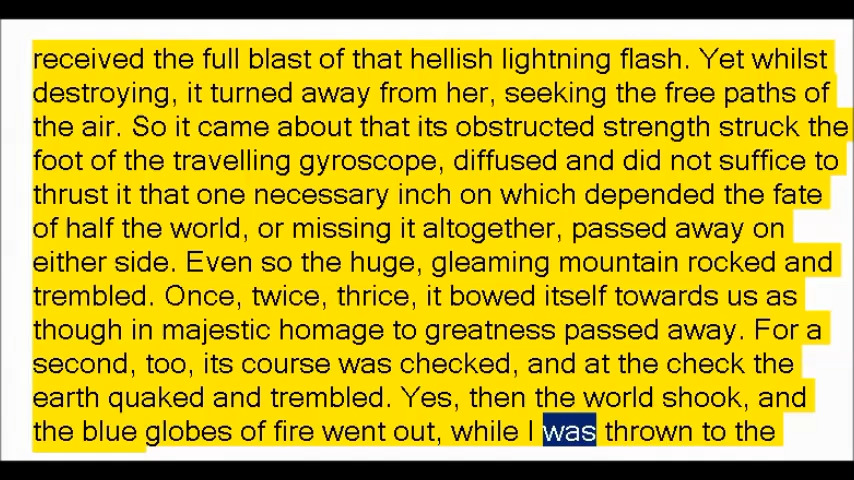 received the full blast of that hellish lightning flash. Yet whilst
destroying, it turned away from her, seeking the free paths of
the air. So it came about that its obstructed strength struck the
foot of the travelling gyroscope, diffused and did not suffice to
thrust it that one necessary inch on which depended the fate
of half the world, or missing it altogether, passed away on
either side. Even so the huge, gleaming mountain rocked and
trembled. Once, twice, thrice, it bowed itself towards us as
though in majestic homage to greatness passed away. For a
second, too, its course was checked, and at the check the
earth quaked and trembled. Yes, then the world shook, and
the blue globes of fire went out, while I was thrown to the